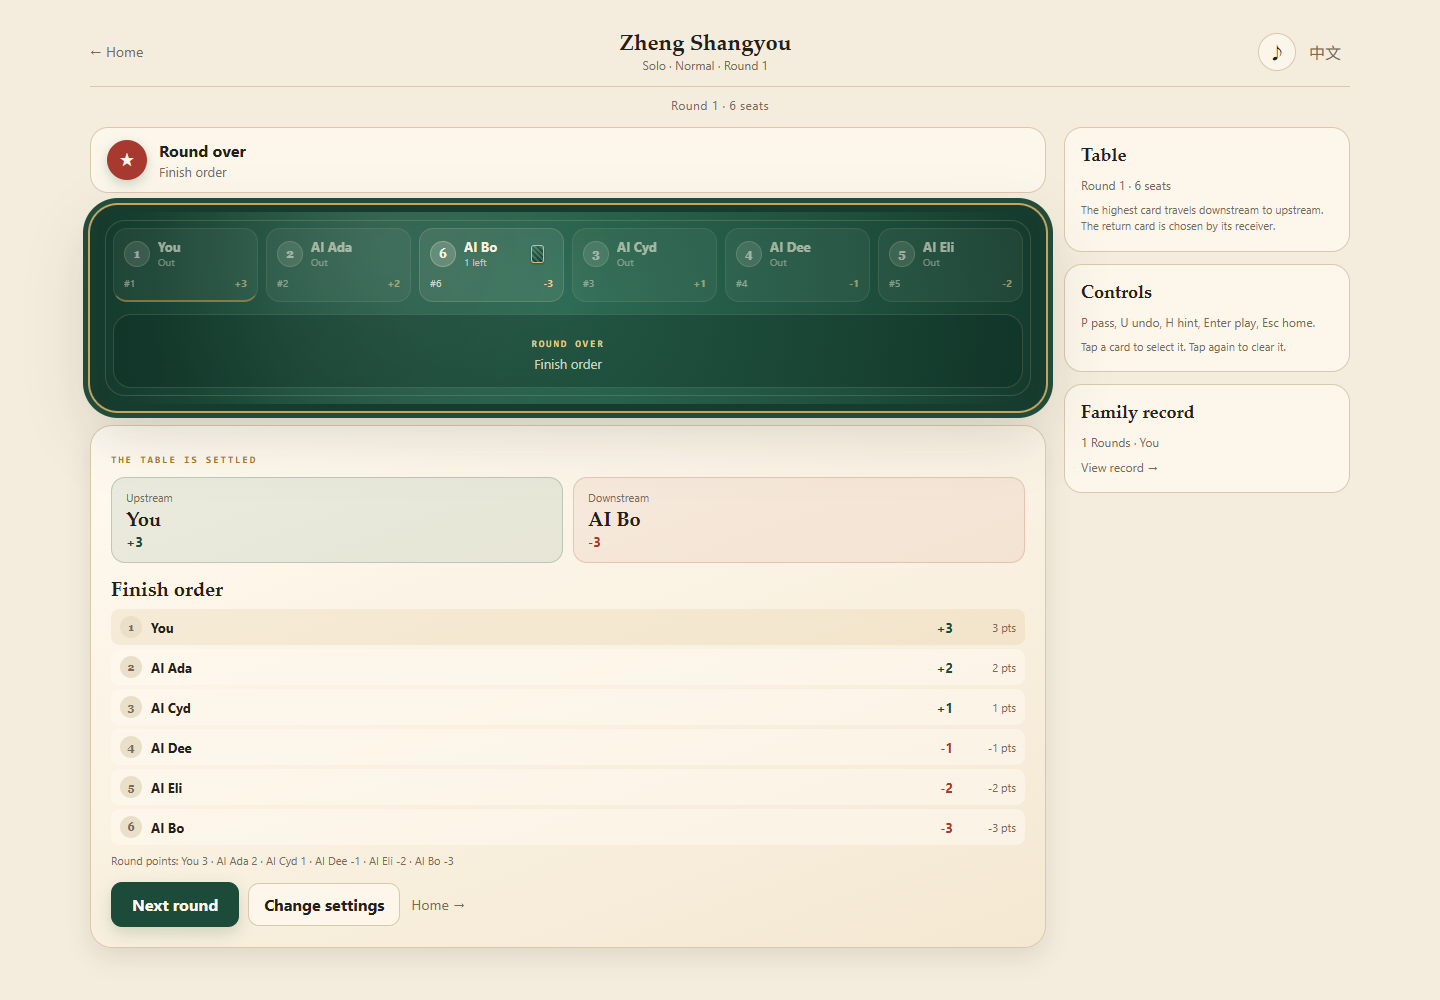 ← Home
Zheng Shangyou
Solo · Normal · Round 1
♪
中文
Round 1 · 6 seats
★
Round over
Finish order
1
You
Out
#1
+3
2
AI Ada
Out
#2
+2
6
AI Bo
1 left
#6
-3
3
AI Cyd
Out
#3
+1
4
AI Dee
Out
#4
-1
5
AI Eli
Out
#5
-2
ROUND OVER
Finish order
THE TABLE IS SETTLED
Upstream
You
+3
Downstream
AI Bo
-3
Finish order
1 You +3 3 pts
2 AI Ada +2 2 pts
3 AI Cyd +1 1 pts
4 AI Dee -1 -1 pts
5 AI Eli -2 -2 pts
6 AI Bo -3 -3 pts
Round points: You 3 · AI Ada 2 · AI Cyd 1 · AI Dee -1 · AI Eli -2 · AI Bo -3
Next round
Change settings
Home →
Table
Round 1 · 6 seats
The highest card travels downstream to upstream.
The return card is chosen by its receiver.
Controls
P pass, U undo, H hint, Enter play, Esc home.
Tap a card to select it. Tap again to clear it.
Family record
1 Rounds · You
View record →